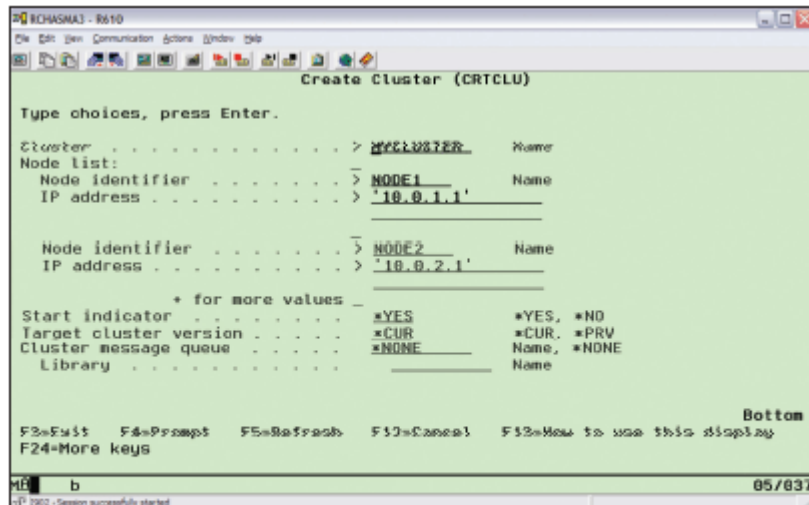 RCHASMA3 - R610
File Edit View Communication Actions Window Help
Create Cluster (CRTCLU)
Type choices, press Enter.
Cluster . . . . . . . . . . . . . > MYCLUSTER Name
Node list:
Node identifier . . . . . . . > NODE1 Name
IP address . . . . . . . . . . > '10.0.1.1'
Node identifier . . . . . . . > NODE2 Name
IP address . . . . . . . . . . > '10.0.2.1'
+ for more values _
Start indicator . . . . . . . . *YES *YES, *NO
Target cluster version . . . . . *CUR *CUR, *PRV
Cluster message queue . . . . . *NONE Name, *NONE
Library . . . . . . . . . . . Name
Bottom
F3=Exit F4=Prompt F5=Refresh F12=Cancel F13=How to use this display
F24=More keys
MA b 05/037
I902 - Session successfully started